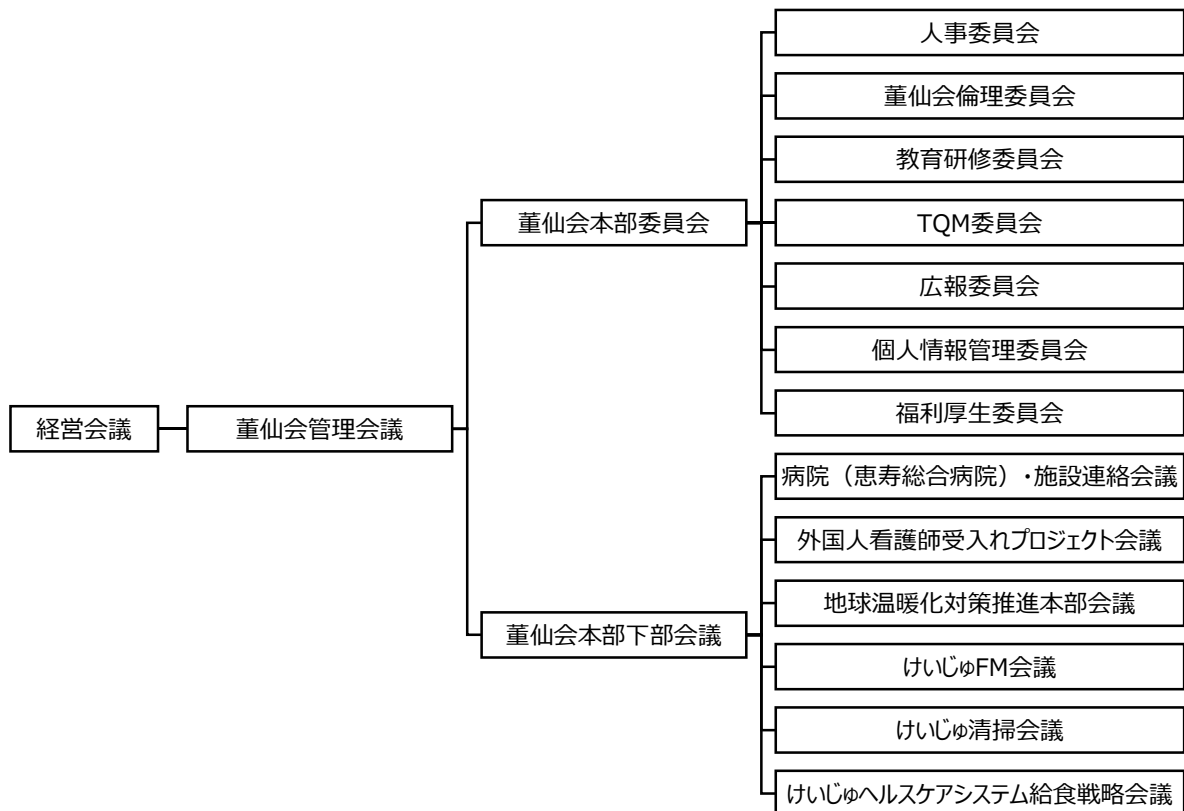 経営会議
董仙会管理会議
董仙会本部委員会
人事委員会
董仙会倫理委員会
教育研修委員会
TQM委員会
広報委員会
個人情報管理委員会
福利厚生委員会
董仙会本部下部会議
病院（恵寿総合病院）・施設連絡会議
外国人看護師受入れプロジェクト会議
地球温暖化対策推進本部会議
けいじゅFM会議
けいじゅ清掃会議
けいじゅヘルスケアシステム給食戦略会議